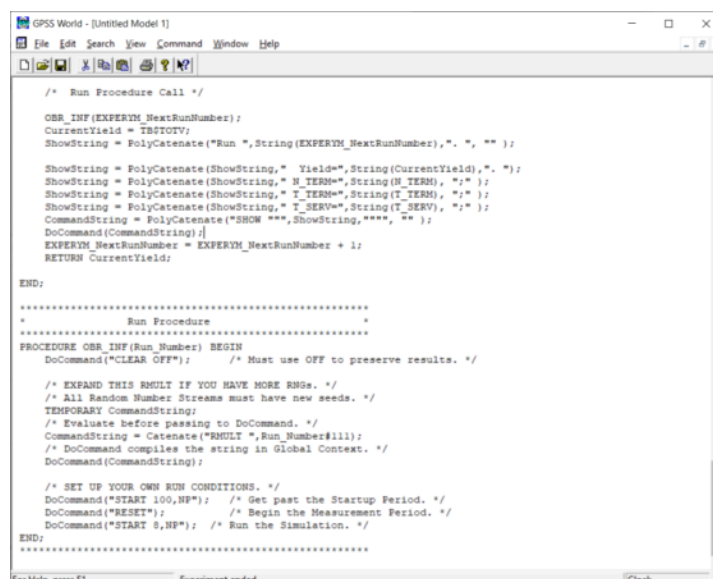 GPSS World - [Untitled Model 1]
File Edit Search View Command Window Help
/* Run Procedure Call */
OBR_INF(EXPERYM_NextRunNumber);
CurrentYield = TB$TOTV;
ShowString = PolyCatenate("Run ",String(EXPERYM_NextRunNumber),". ", "" );
ShowString = PolyCatenate(ShowString," Yield=",String(CurrentYield),". ");
ShowString = PolyCatenate(ShowString," N_TERM=",String(N_TERM), ";" );
ShowString = PolyCatenate(ShowString," T_TERM=",String(T_TERM), ";" );
ShowString = PolyCatenate(ShowString," T_SERV=",String(T_SERV), ";" );
CommandString = PolyCatenate("SHOW """,ShowString,"""", "" );
DoCommand(CommandString);
EXPERYM_NextRunNumber = EXPERYM_NextRunNumber + 1;
RETURN CurrentYield;
END;
*******************************************************
* Run Procedure *
*******************************************************
PROCEDURE OBR_INF(Run_Number) BEGIN
DoCommand("CLEAR OFF"); /* Must use OFF to preserve results. */
/* EXPAND THIS RMULT IF YOU HAVE MORE RNGs. */
/* All Random Number Streams must have new seeds. */
TEMPORARY CommandString;
/* Evaluate before passing to DoCommand. */
CommandString = Catenate("RMULT ",Run_Number#111);
/* DoCommand compiles the string in Global Context. */
DoCommand(CommandString);
/* SET UP YOUR OWN RUN CONDITIONS. */
DoCommand("START 100,NP"); /* Get past the Startup Period. */
DoCommand("RESET"); /* Begin the Measurement Period. */
DoCommand("START 8,NP"); /* Run the Simulation. */
END;
*******************************************************
For Help, press F1 Experiment ended. Clock